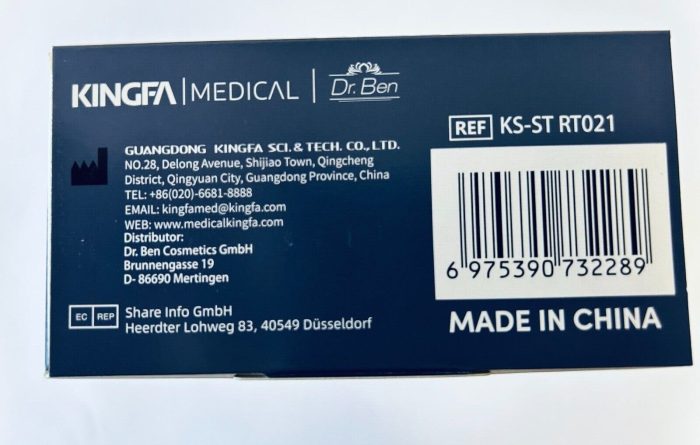 KINGFA | MEDICAL | Dr. Ben
GUANGDONG KINGFA SCI. & TECH. CO., LTD.
NO.28, Delong Avenue, Shijiao Town, Qingcheng
District, Qingyuan City, Guangdong Province, China
TEL: +86(020)-6681-8888
EMAIL: kingfamed@kingfa.com
WEB: www.medicalkingfa.com
Distributor:
Dr. Ben Cosmetics GmbH
Brunnengasse 19
D- 86690 Mertingen
EC REP
Share Info GmbH
Heerdter Lohweg 83, 40549 Düsseldorf
REF KS-ST RT021
6 975390 732289
MADE IN CHINA